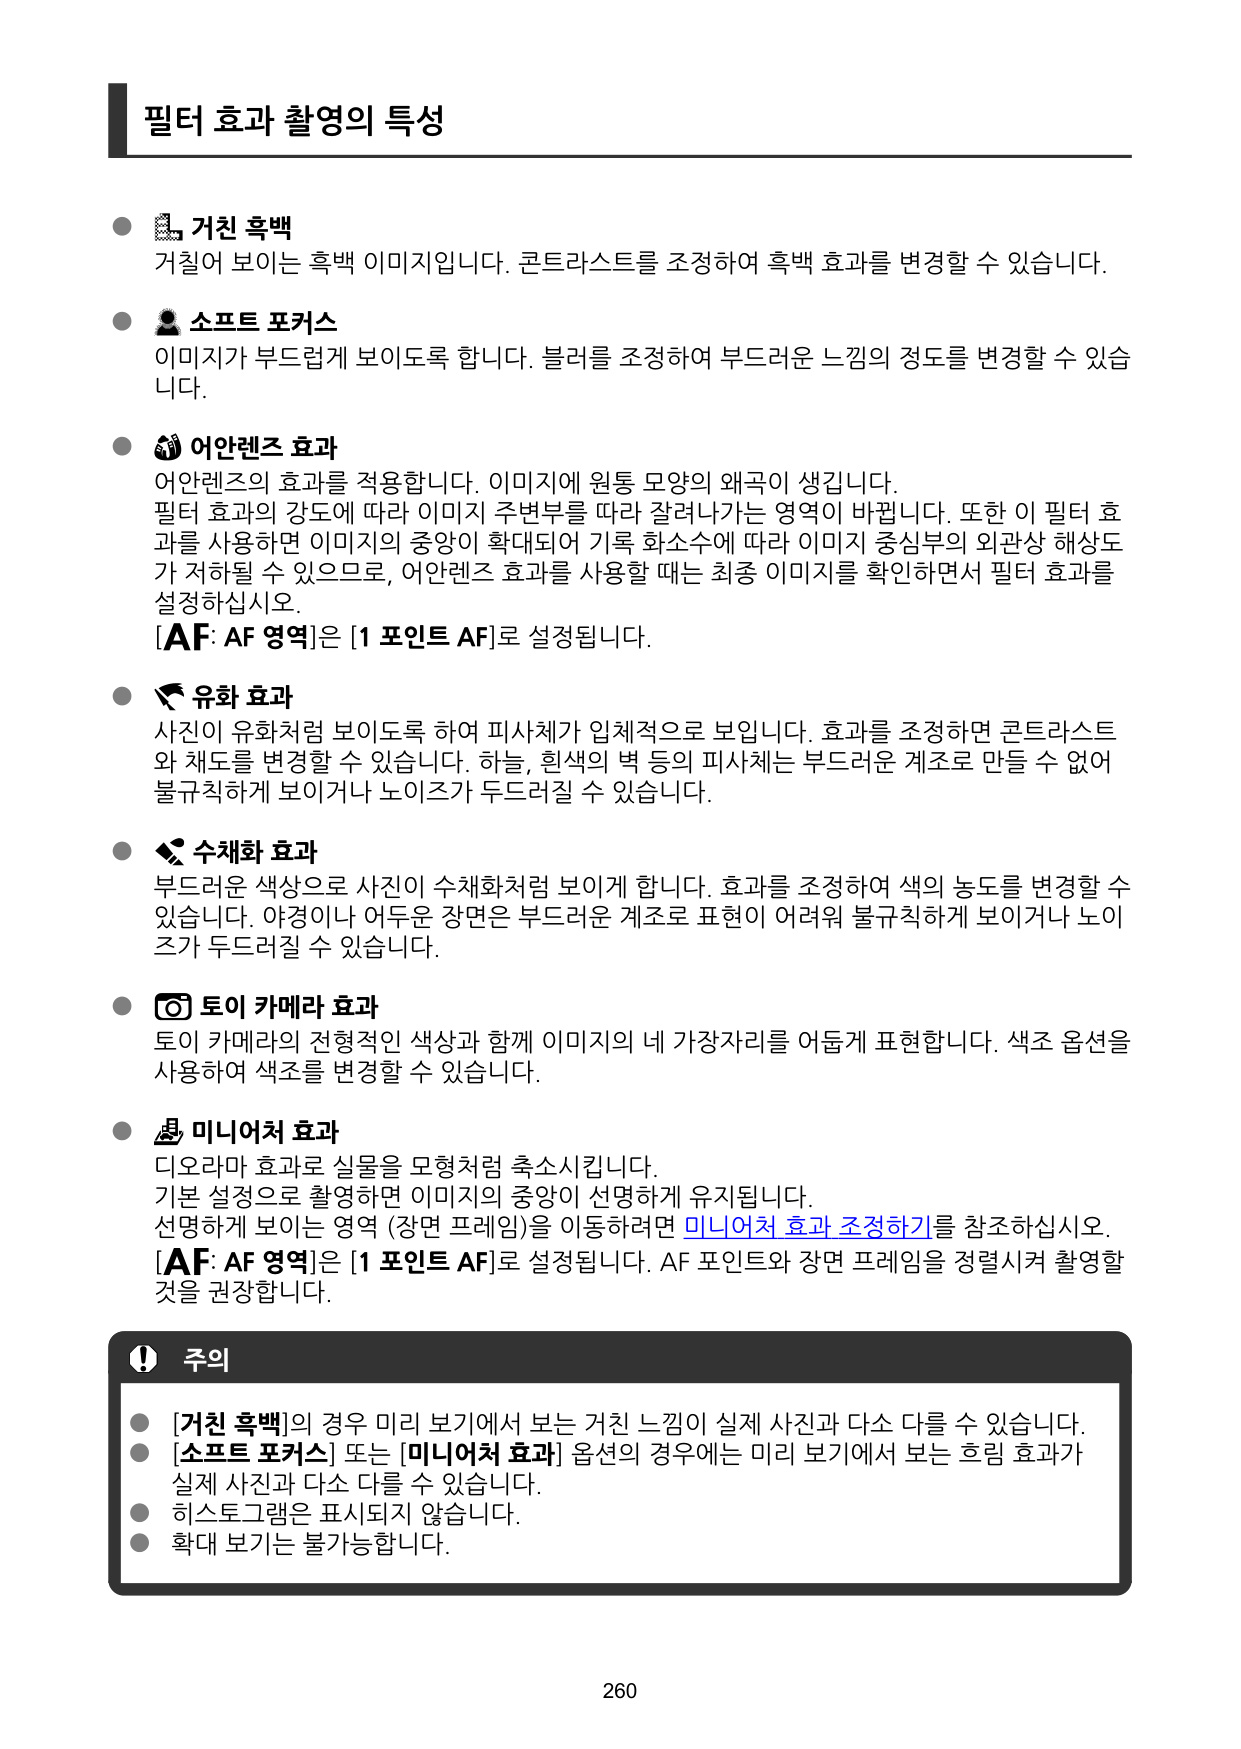 필터 효과 촬영의 특성
● 거친 흑백
거칠어 보이는 흑백 이미지입니다. 콘트라스트를 조정하여 흑백 효과를 변경할 수 있습니다.
● 소프트 포커스
이미지가 부드럽게 보이도록 합니다. 블러를 조정하여 부드러운 느낌의 정도를 변경할 수 있습
니다.
● 어안렌즈 효과
어안렌즈의 효과를 적용합니다. 이미지에 원통 모양의 왜곡이 생깁니다.
필터 효과의 강도에 따라 이미지 주변부를 따라 잘려나가는 영역이 바뀝니다. 또한 이 필터 효
과를 사용하면 이미지의 중앙이 확대되어 기록 화소수에 따라 이미지 중심부의 외관상 해상도
가 저하될 수 있으므로, 어안렌즈 효과를 사용할 때는 최종 이미지를 확인하면서 필터 효과를
설정하십시오.
[AF: AF 영역]은 [1 포인트 AF]로 설정됩니다.
● 유화 효과
사진이 유화처럼 보이도록 하여 피사체가 입체적으로 보입니다. 효과를 조정하면 콘트라스트
와 채도를 변경할 수 있습니다. 하늘, 흰색의 벽 등의 피사체는 부드러운 계조로 만들 수 없어
불규칙하게 보이거나 노이즈가 두드러질 수 있습니다.
● 수채화 효과
부드러운 색상으로 사진이 수채화처럼 보이게 합니다. 효과를 조정하여 색의 농도를 변경할 수
있습니다. 야경이나 어두운 장면은 부드러운 계조로 표현이 어려워 불규칙하게 보이거나 노이
즈가 두드러질 수 있습니다.
● 토이 카메라 효과
토이 카메라의 전형적인 색상과 함께 이미지의 네 가장자리를 어둡게 표현합니다. 색조 옵션을
사용하여 색조를 변경할 수 있습니다.
● 미니어처 효과
디오라마 효과로 실물을 모형처럼 축소시킵니다.
기본 설정으로 촬영하면 이미지의 중앙이 선명하게 유지됩니다.
선명하게 보이는 영역 (장면 프레임)을 이동하려면 미니어처 효과 조정하기를 참조하십시오.
[AF: AF 영역]은 [1 포인트 AF]로 설정됩니다. AF 포인트와 장면 프레임을 정렬시켜 촬영할
것을 권장합니다.
주의
● [거친 흑백]의 경우 미리 보기에서 보는 거친 느낌이 실제 사진과 다소 다를 수 있습니다.
● [소프트 포커스] 또는 [미니어처 효과] 옵션의 경우에는 미리 보기에서 보는 흐림 효과가
실제 사진과 다소 다를 수 있습니다.
● 히스토그램은 표시되지 않습니다.
● 확대 보기는 불가능합니다.
260